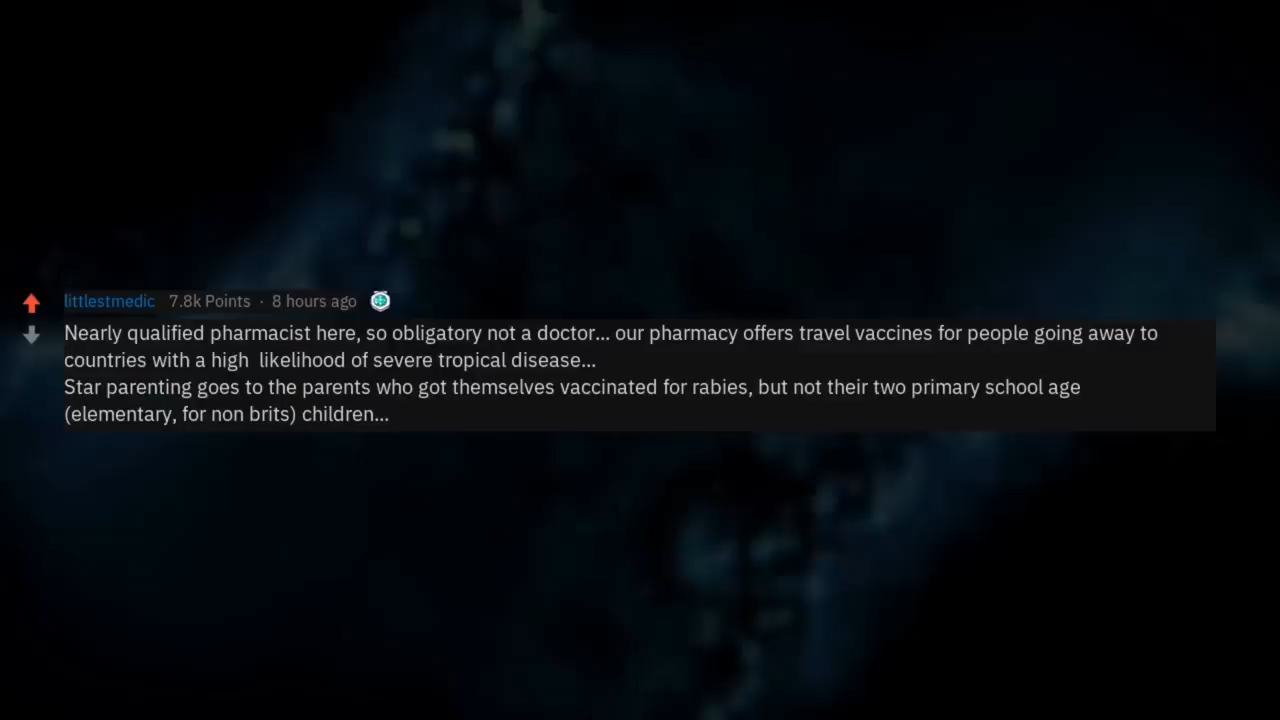 littlestmedic 7.8k Points · 8 hours ago
Nearly qualified pharmacist here, so obligatory not a doctor... our pharmacy offers travel vaccines for people going away to
countries with a high likelihood of severe tropical disease...
Star parenting goes to the parents who got themselves vaccinated for rabies, but not their two primary school age
(elementary, for non brits) children...